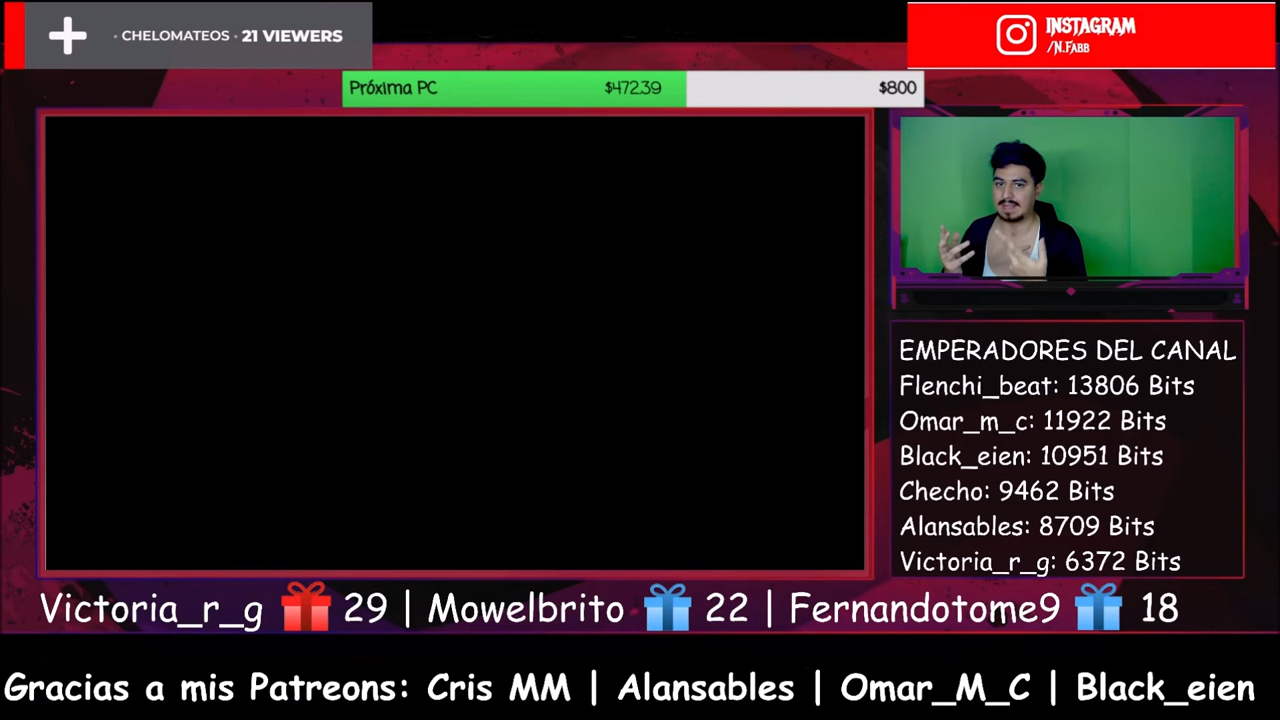 · CHELOMATEOS · 21 VIEWERS
INSTAGRAM
/N.FABB
Próxima PC $472.39 $800
EMPERADORES DEL CANAL
Flenchi_beat: 13806 Bits
Omar_m_c: 11922 Bits
Black_eien: 10951 Bits
Checho: 9462 Bits
Alansables: 8709 Bits
Victoria_r_g: 6372 Bits
Victoria_r_g 29 | Mowelbrito 22 | Fernandotome9 18
Gracias a mis Patreons: Cris MM | Alansables | Omar_M_C | Black_eien